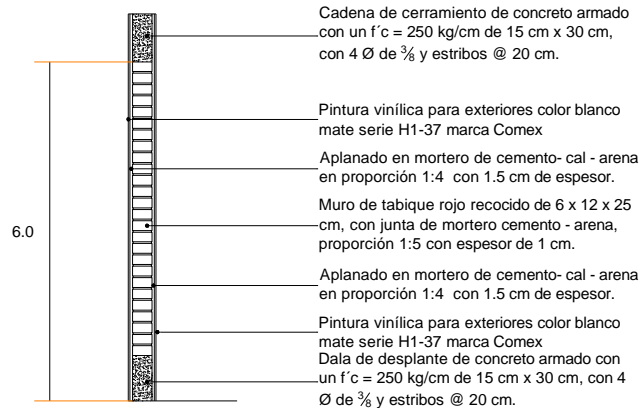 Cadena de cerramiento de concreto armado
con un f´c = 250 kg/cm de 15 cm x 30 cm,
con 4 Ø de ⅜ y estribos @ 20 cm.
Pintura vinílica para exteriores color blanco
mate serie H1-37 marca Comex
Aplanado en mortero de cemento- cal - arena
en proporción 1:4 con 1.5 cm de espesor.
Muro de tabique rojo recocido de 6 x 12 x 25
cm, con junta de mortero cemento - arena,
proporción 1:5 con espesor de 1 cm.
6.0
Aplanado en mortero de cemento- cal - arena
en proporción 1:4 con 1.5 cm de espesor.
Pintura vinílica para exteriores color blanco
mate serie H1-37 marca Comex
Dala de desplante de concreto armado con
un f´c = 250 kg/cm de 15 cm x 30 cm, con 4
Ø de ⅜ y estribos @ 20 cm.